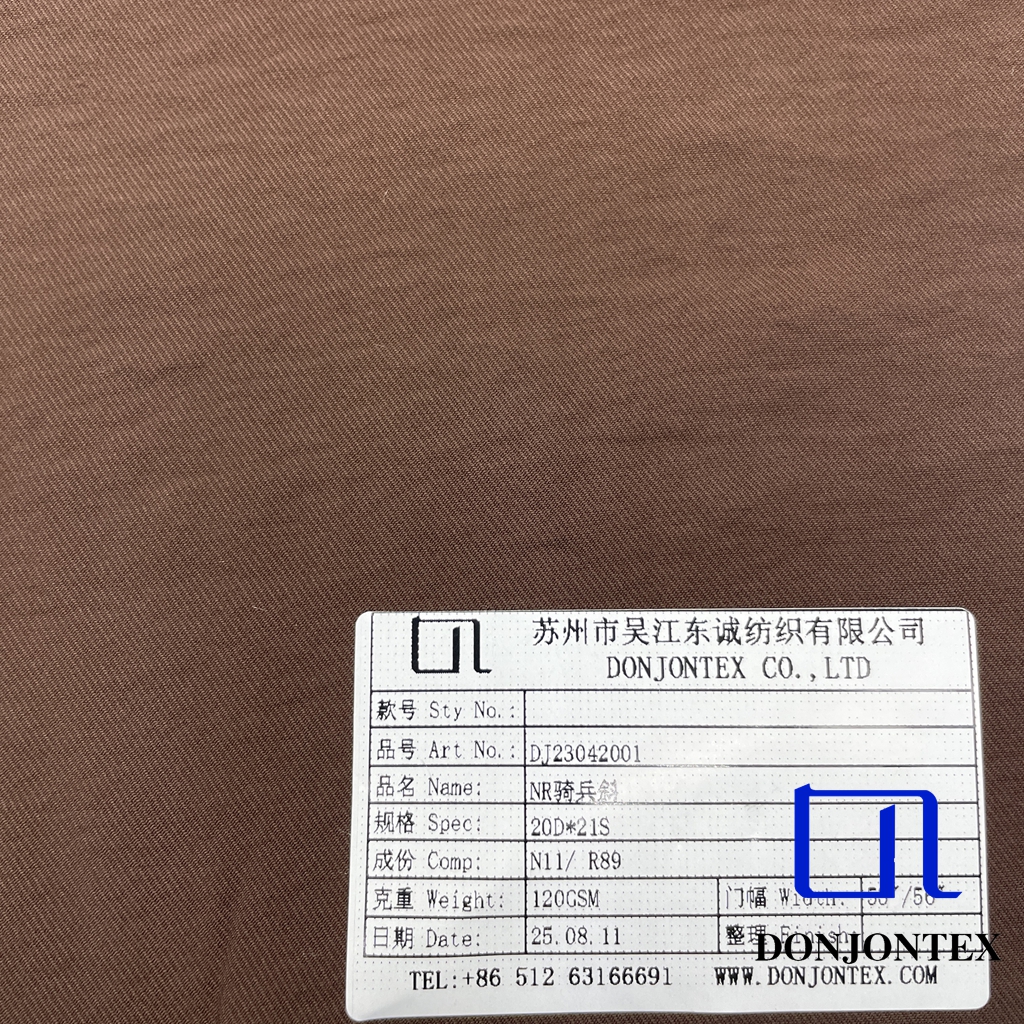 苏州市吴江东诚纺织有限公司
DONJONTEX CO.,LTD
款号 Sty No.:
品号 Art No.: DJ23042001
品名 Name: NR骑兵斜
规格 Spec: 20D*21S
成份 Comp: N11/ R89
克重 Weight: 120GSM 门幅 Width:
日期 Date: 25.08.11 整理 Finish:
DONJONTEX
TEL:+86 512 63166691 WWW.DONJONTEX.COM